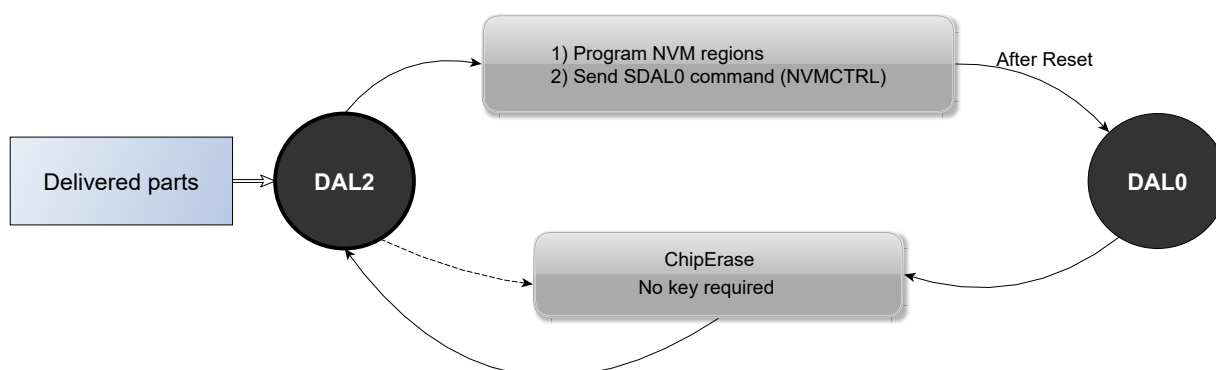 1) Program NVM regions
2) Send SDAL0 command (NVMCTRL)
After Reset
Delivered parts
DAL2
DAL0
ChipErase
No key required